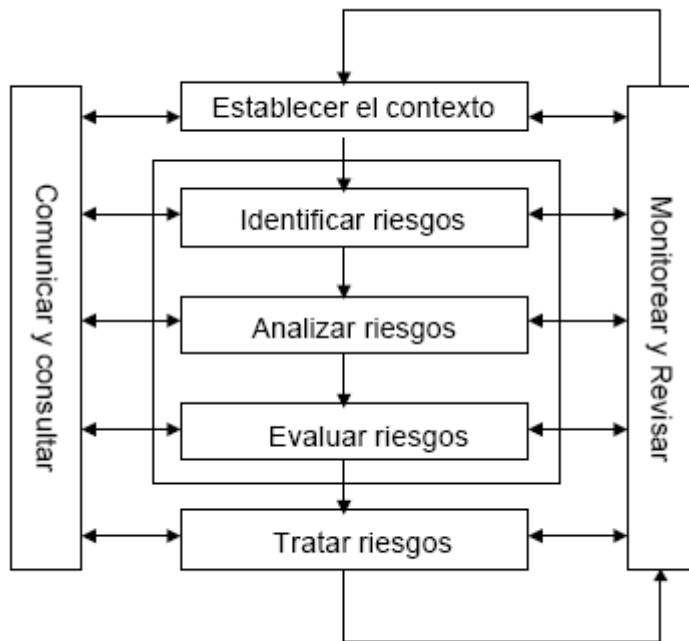 Establecer el contexto
Comunicar y consultar
Identificar riesgos
Analizar riesgos
Evaluar riesgos
Tratar riesgos
Monitorear y Revisar